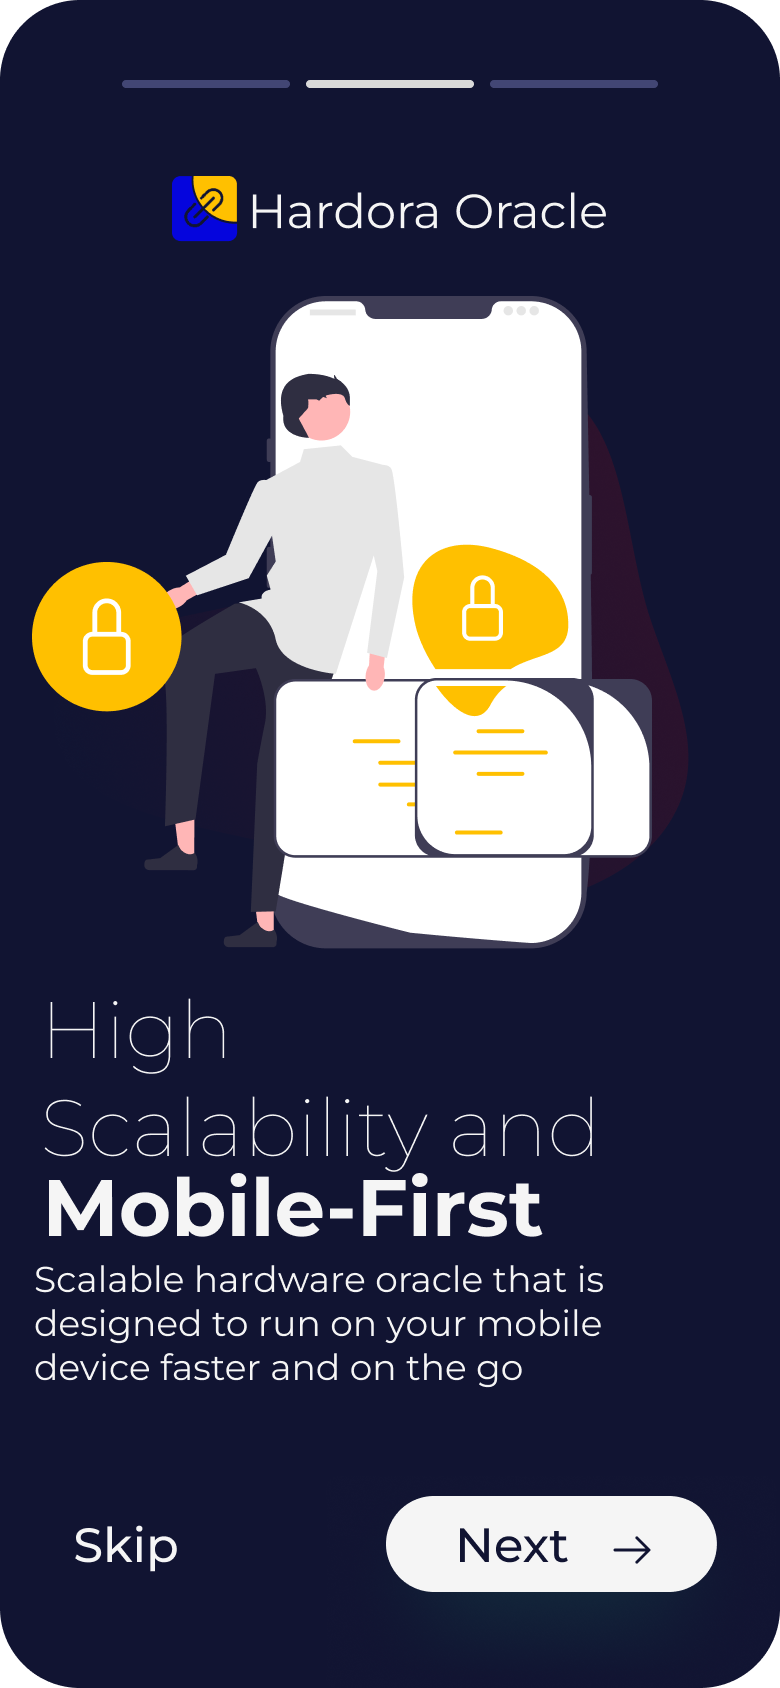 Hardora Oracle
High
Scalability and
Mobile-First
Scalable hardware oracle that is
designed to run on your mobile
device faster and on the go
Skip
Next